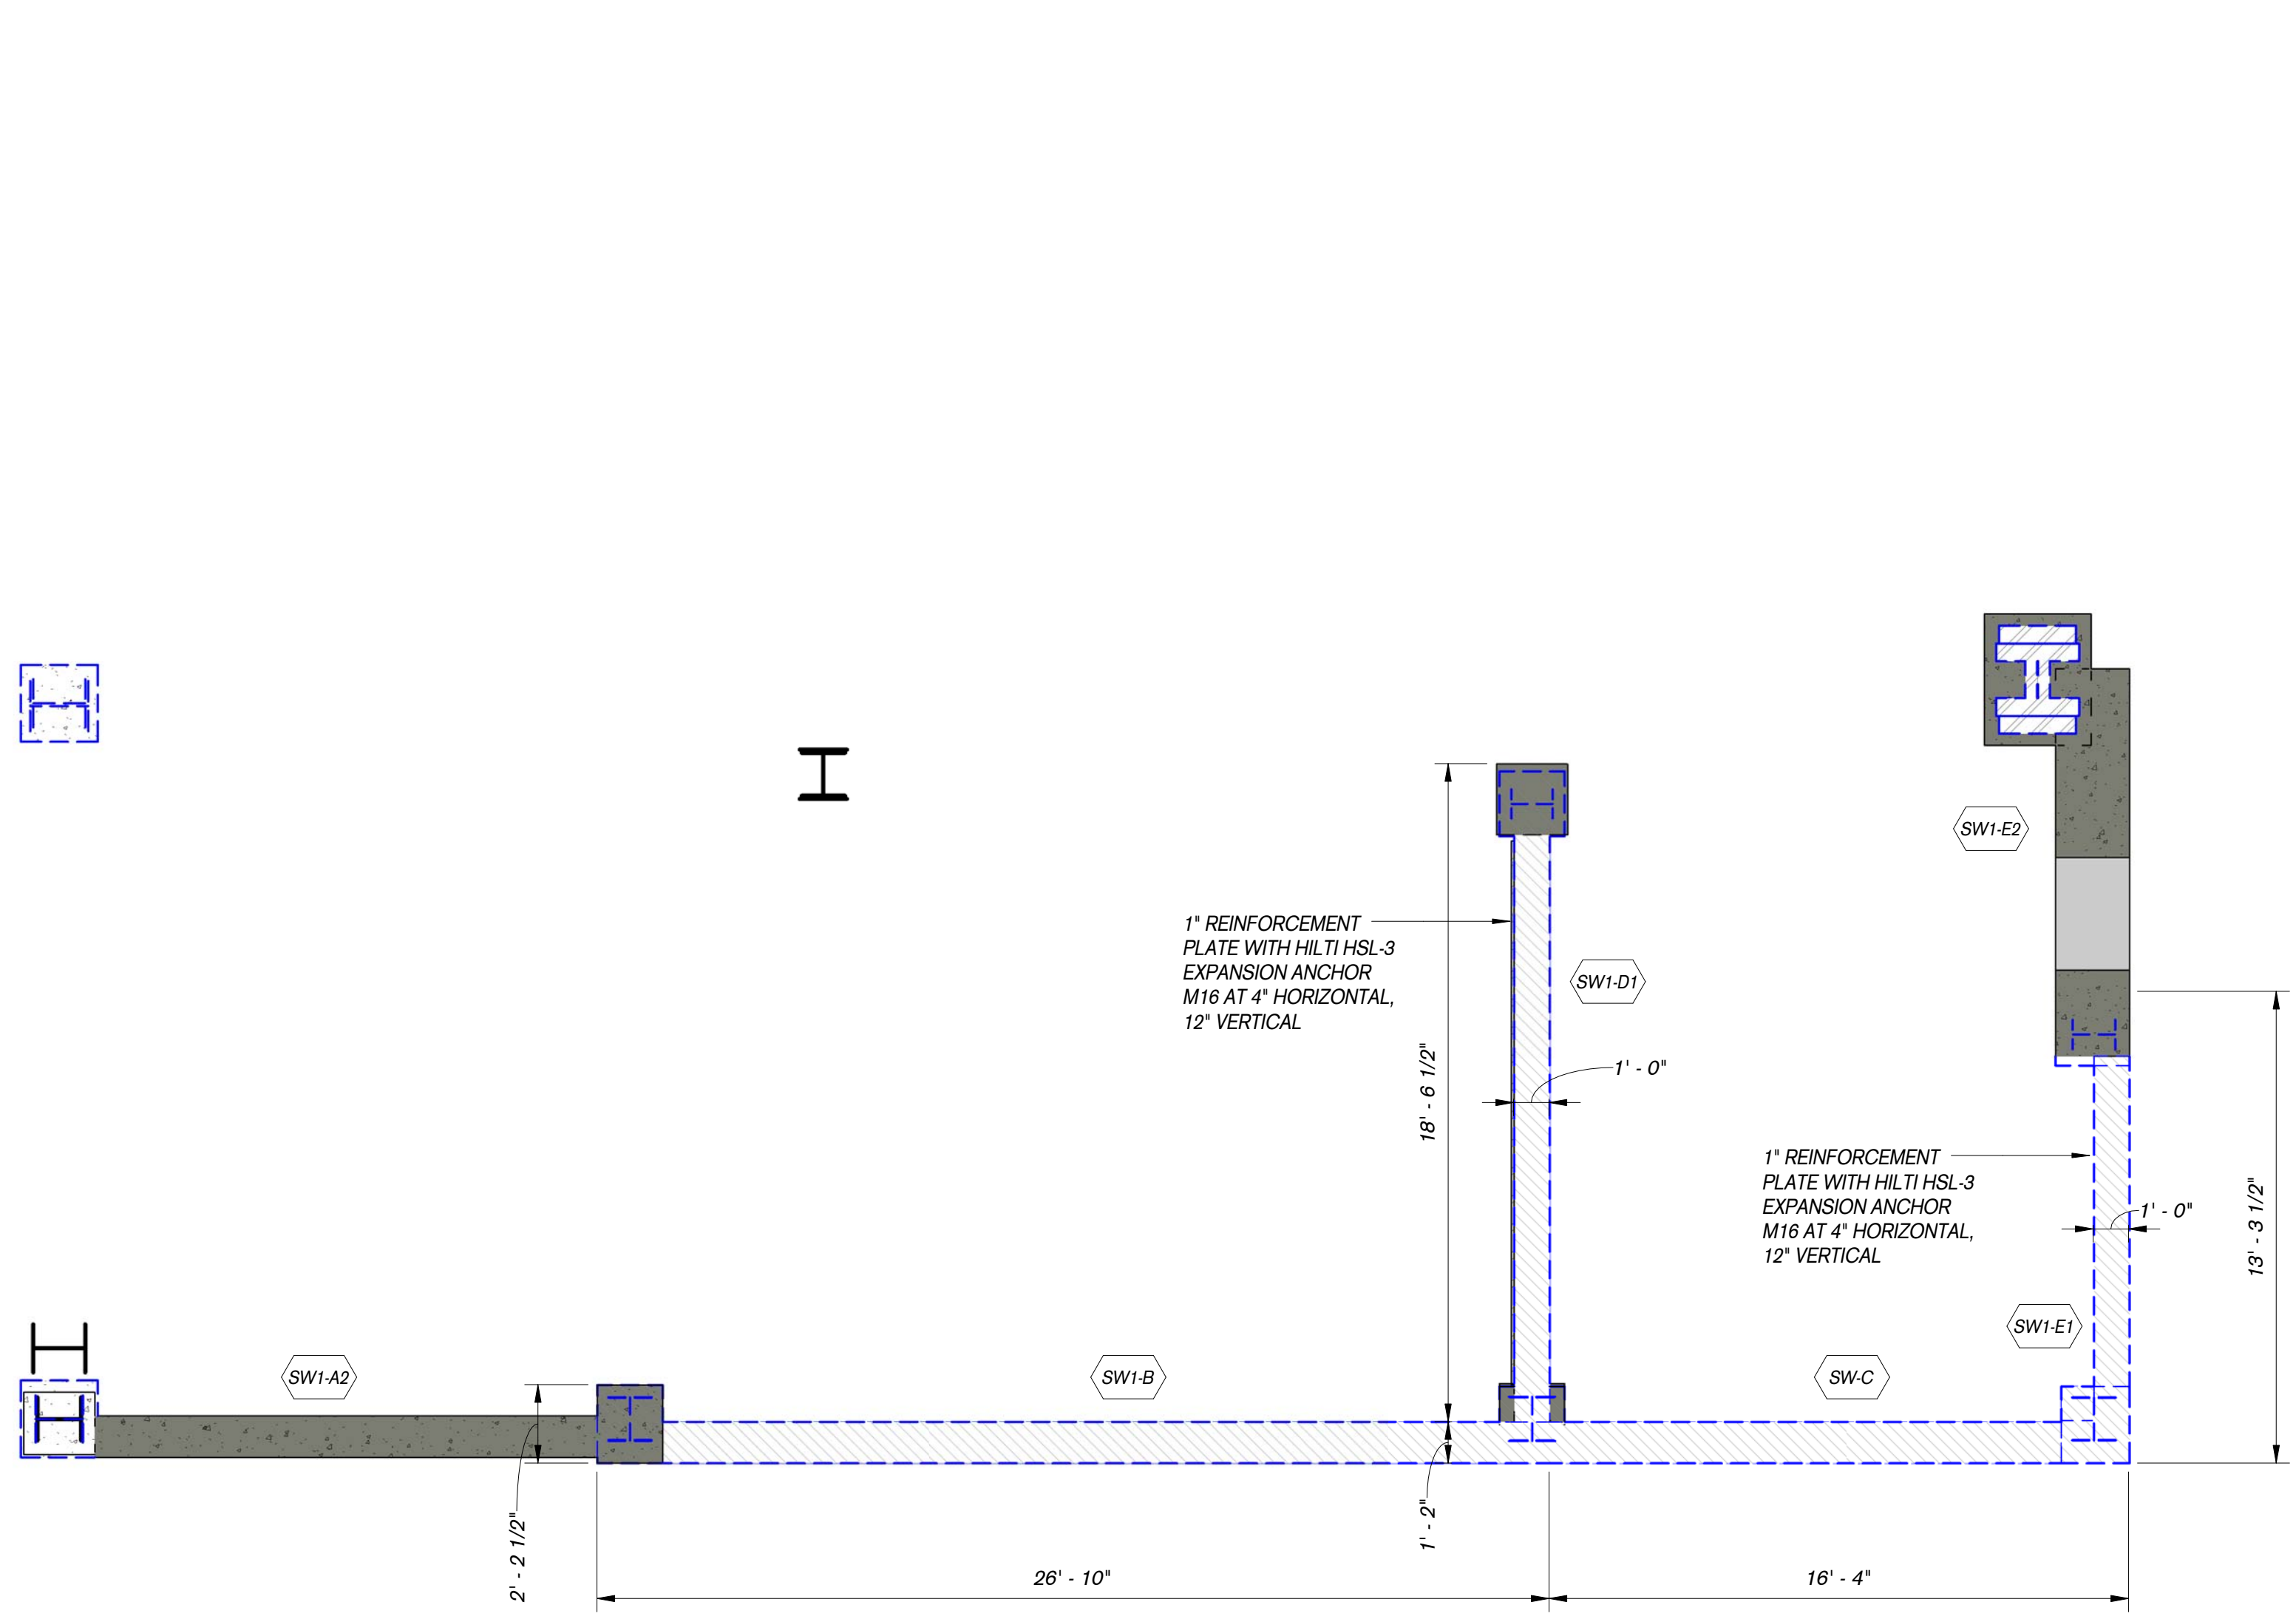 SW1-E2
1" REINFORCEMENT
PLATE WITH HILTI HSL-3
EXPANSION ANCHOR
M16 AT 4" HORIZONTAL,
12" VERTICAL
SW1-D1
18' - 6 1/2"
1' - 0"
1" REINFORCEMENT
PLATE WITH HILTI HSL-3
EXPANSION ANCHOR
M16 AT 4" HORIZONTAL,
12" VERTICAL
1' - 0"
13' - 3 1/2"
SW1-E1
SW1-A2
SW1-B
SW-C
2' - 2 1/2"
1' - 2"
26' - 10"
16' - 4"